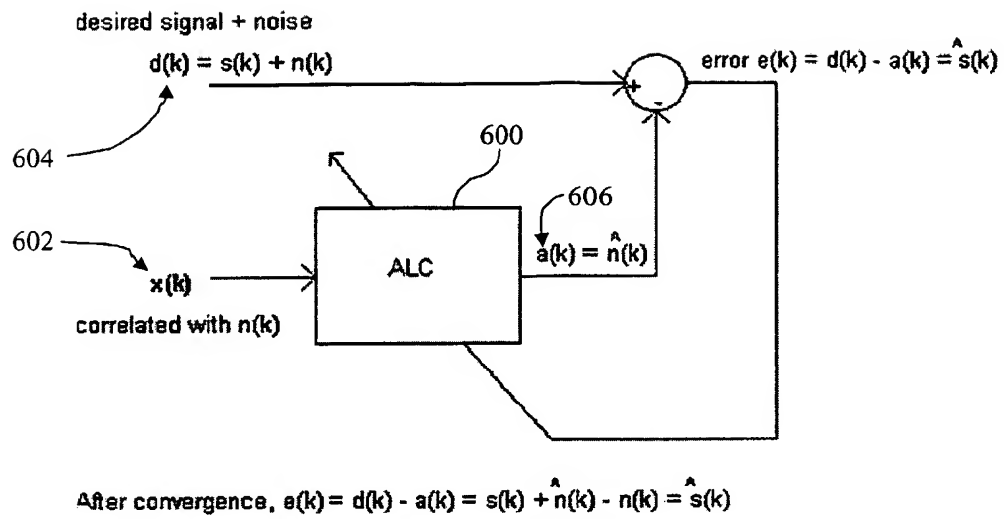 desired signal + noise
d(k) = s(k) + n(k)
error e(k) = d(k) - a(k) = ŝ(k)
+
-
604
600
606
602
a(k) = n̂(k)
ALC
x(k)
correlated with n(k)
After convergence, e(k) = d(k) - a(k) = s(k) + n̂(k) - n(k) = ŝ(k)